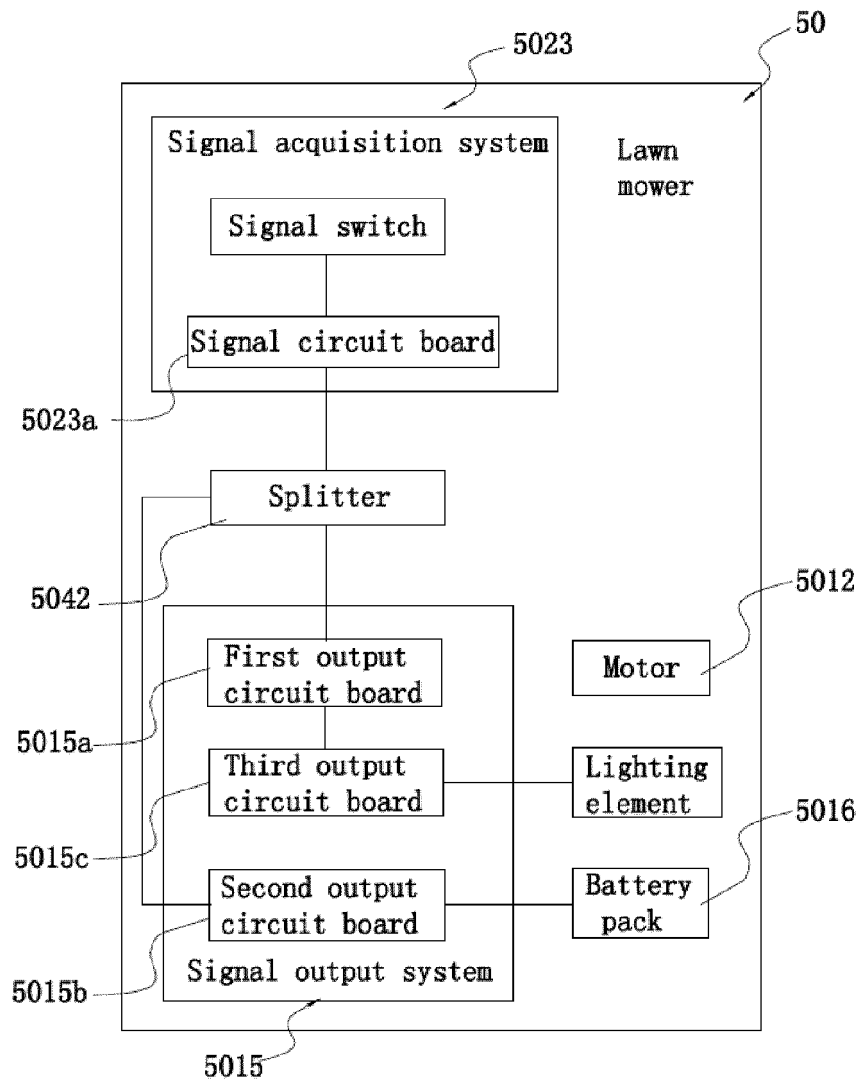 50
5023
Signal acquisition system
Lawn
mower
Signal switch
Signal circuit board
5023a
Splitter
5042
5012
First output
circuit board
Motor
5015a
Third output
circuit board
Lighting
element
5015c
5016
Second output
circuit board
Battery
pack
Signal output system
5015b
5015